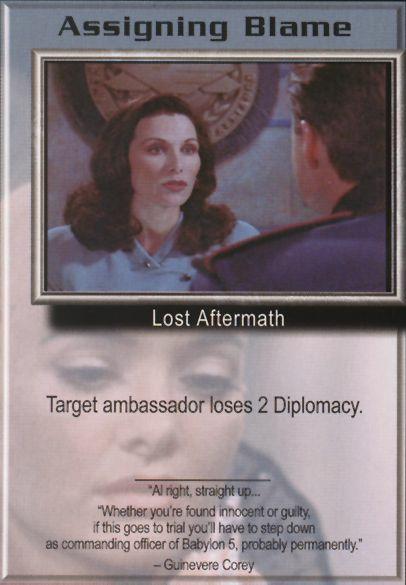 Assigning Blame
Lost Aftermath
Target ambassador loses 2 Diplomacy.
"Al right, straight up...
"Whether you're found innocent or guilty,
if this goes to trial you'll have to step down
as commanding officer of Babylon 5, probably permanently."
– Guinevere Corey